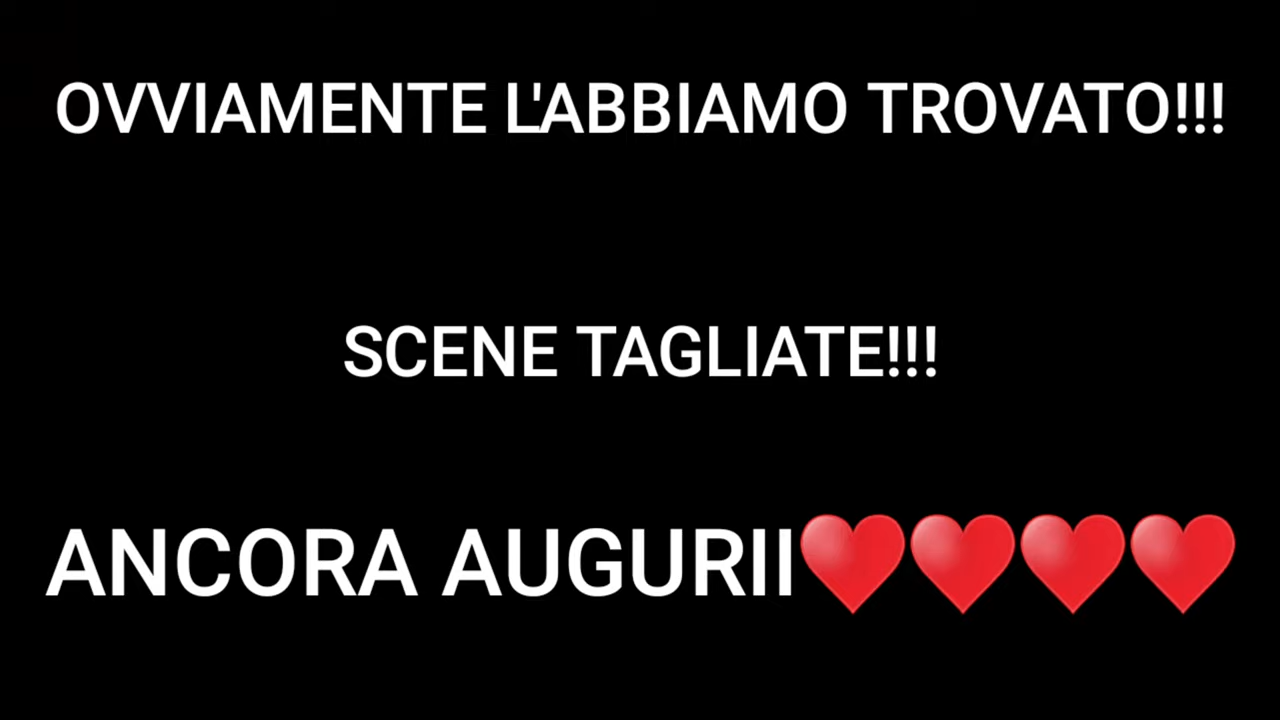 OVVIAMENTE L'ABBIAMO TROVATO!!!
SCENE TAGLIATE!!!
ANCORA AUGURII♥️♥️♥️♥️